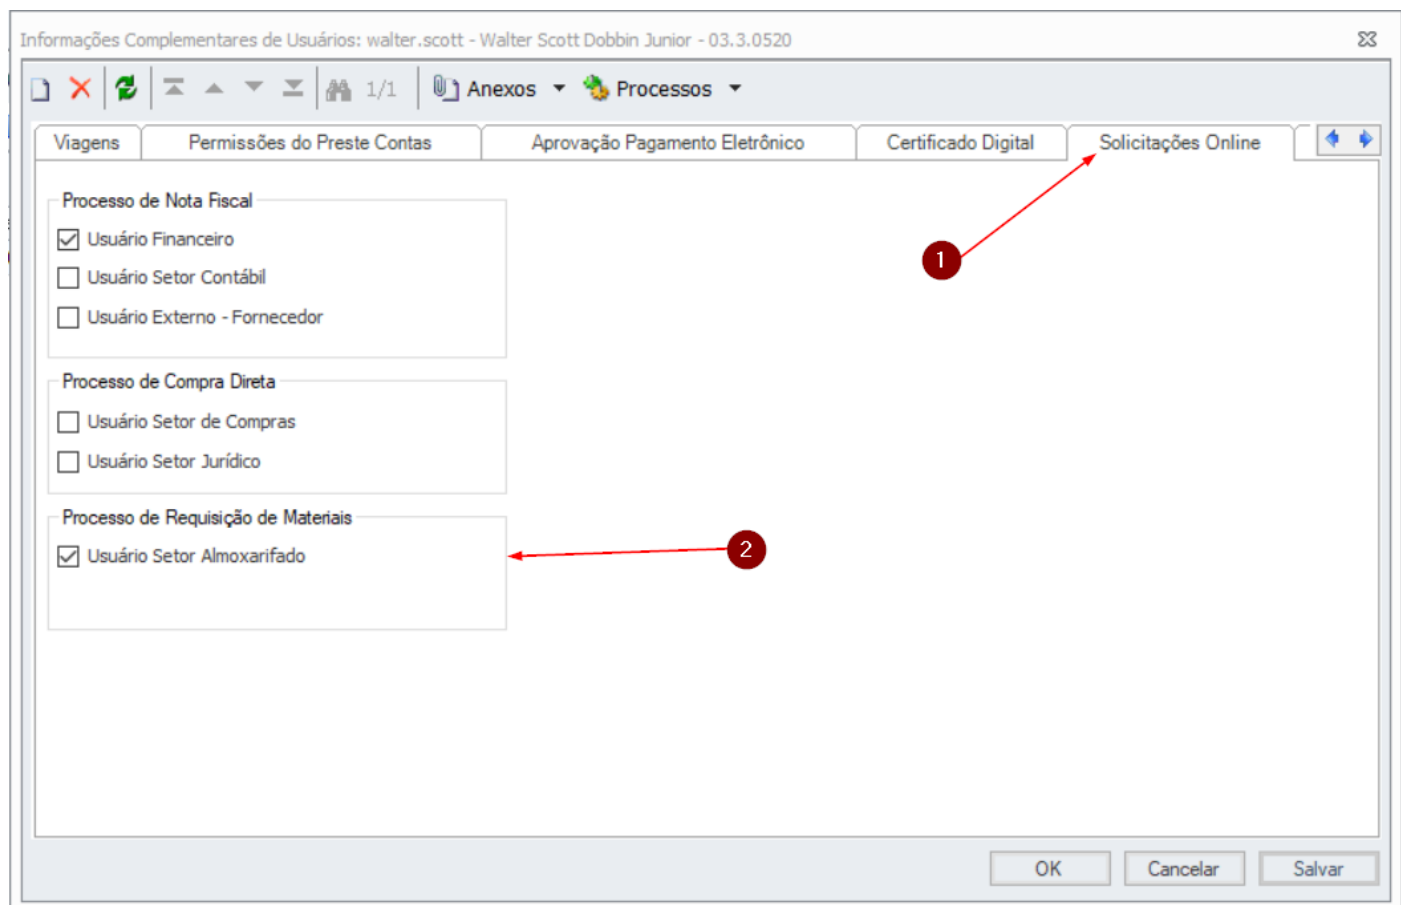 Informações Complementares de Usuários: walter.scott - Walter Scott Dobbin Junior - 03.3.0520
1/1 Anexos Processos
Viagens Permissões do Preste Contas Aprovação Pagamento Eletrônico Certificado Digital Solicitações Online
Processo de Nota Fiscal
Usuário Financeiro
1
Usuário Setor Contábil
Usuário Externo - Fornecedor
Processo de Compra Direta
Usuário Setor de Compras
Usuário Setor Jurídico
Processo de Requisição de Materiais
Usuário Setor Almoxarifado
2
OK Cancelar Salvar